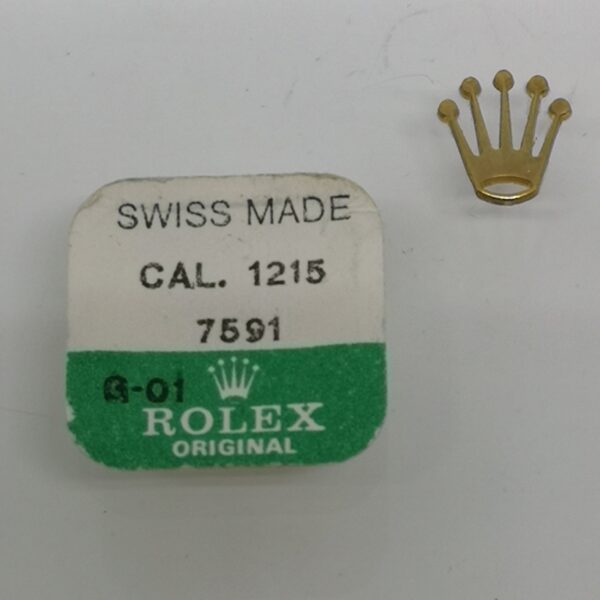 SWISS MADE
CAL. 1215
7591
G-01
ROLEX
ORIGINAL